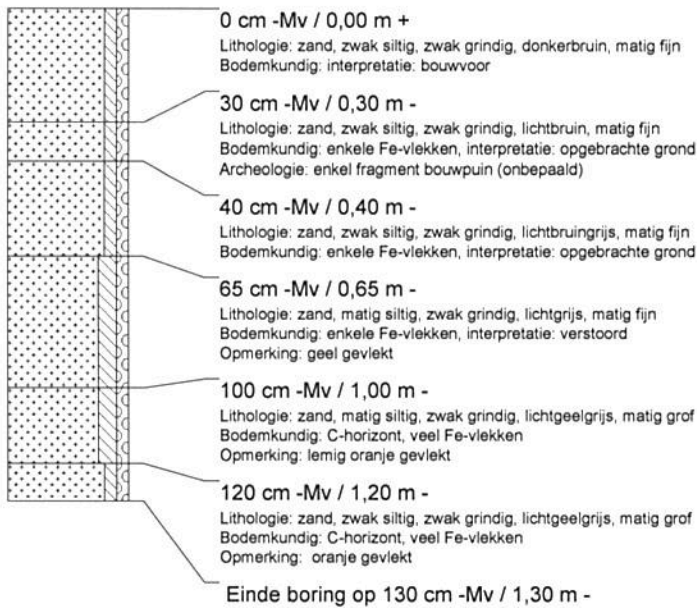 0 cm -Mv / 0,00 m +
Lithologie: zand, zwak siltig, zwak grindig, donkerbruin, matig fijn
Bodemkundig: interpretatie: bouwvoor
30 cm -Mv / 0,30 m -
Lithologie: zand, zwak siltig, zwak grindig, lichtbruin, matig fijn
Bodemkundig: enkele Fe-vlekken, interpretatie: opgebrachte grond
Archeologie: enkel fragment bouwpuin (onbepaald)
40 cm -Mv / 0,40 m -
Lithologie: zand, zwak siltig, zwak grindig, lichtbruingrijs, matig fijn
Bodemkundig: enkele Fe-vlekken, interpretatie: opgebrachte grond
65 cm -Mv / 0,65 m -
Lithologie: zand, matig siltig, zwak grindig, lichtgrijs, matig fijn
Bodemkundig: enkele Fe-vlekken, interpretatie: verstoord
Opmerking: geel gevlekt
100 cm -Mv / 1,00 m -
Lithologie: zand, matig siltig, zwak grindig, lichtgeelgrijs, matig grof
Bodemkundig: C-horizont, veel Fe-vlekken
Opmerking: lemig oranje gevlekt
120 cm -Mv / 1,20 m -
Lithologie: zand, zwak siltig, zwak grindig, lichtgeelgrijs, matig grof
Bodemkundig: C-horizont, veel Fe-vlekken
Opmerking: oranje gevlekt
Einde boring op 130 cm -Mv / 1,30 m -